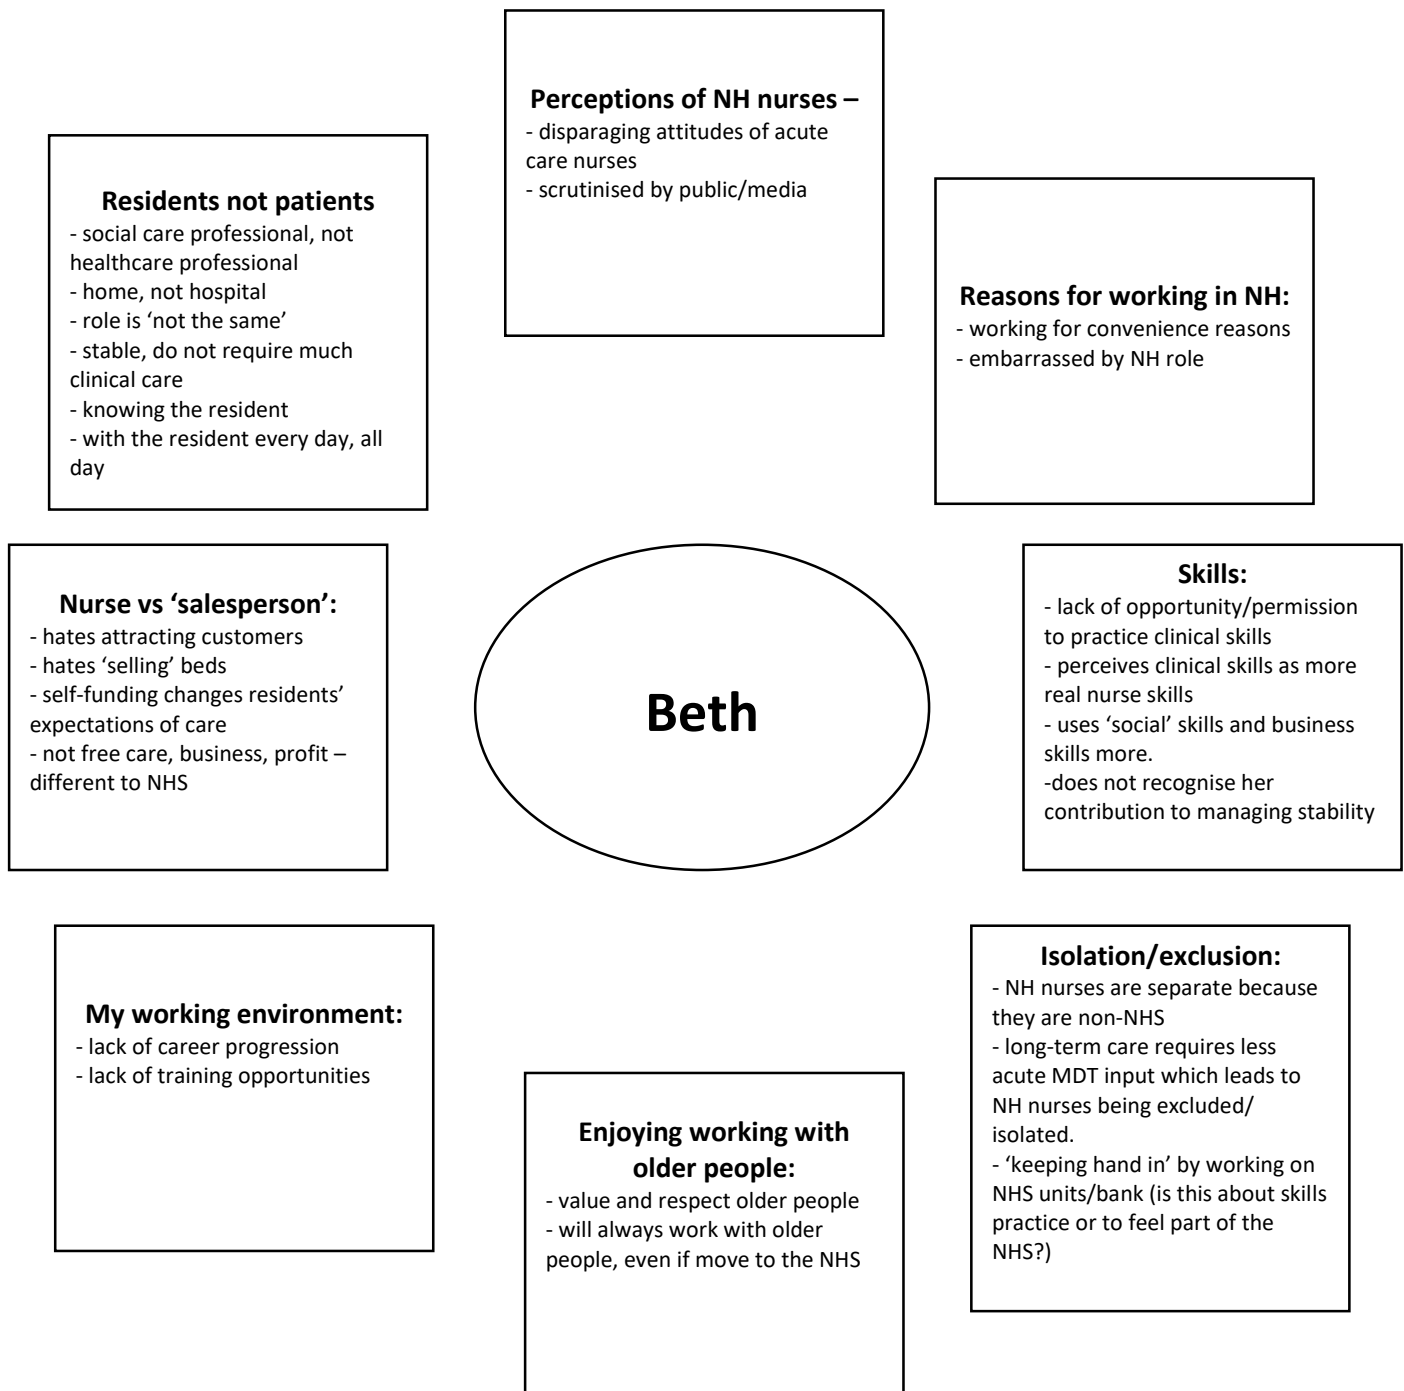 Perceptions of NH nurses –
- disparaging attitudes of acute
care nurses
- scrutinised by public/media
Residents not patients
- social care professional, not
healthcare professional
- home, not hospital
- role is ‘not the same’
- stable, do not require much
clinical care
- knowing the resident
- with the resident every day, all
day
Reasons for working in NH:
- working for convenience reasons
- embarrassed by NH role
Nurse vs ‘salesperson’:
- hates attracting customers
- hates ‘selling’ beds
- self-funding changes residents’
expectations of care
- not free care, business, profit –
different to NHS
Beth
Skills:
- lack of opportunity/permission
to practice clinical skills
- perceives clinical skills as more
real nurse skills
- uses ‘social’ skills and business
skills more.
-does not recognise her
contribution to managing stability
My working environment:
- lack of career progression
- lack of training opportunities
Enjoying working with
older people:
- value and respect older people
- will always work with older
people, even if move to the NHS
Isolation/exclusion:
- NH nurses are separate because
they are non-NHS
- long-term care requires less
acute MDT input which leads to
NH nurses being excluded/
isolated.
- ‘keeping hand in’ by working on
NHS units/bank (is this about skills
practice or to feel part of the
NHS?)